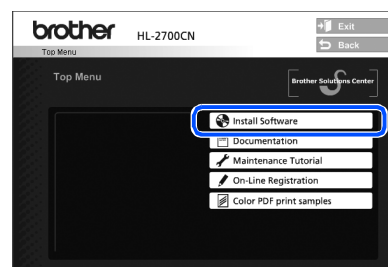 brother HL-2700CN
Exit
Back
Top Menu
Top Menu
Brother Solutions Center
Install Software
Documentation
Maintenance Tutorial
On-Line Registration
Color PDF print samples